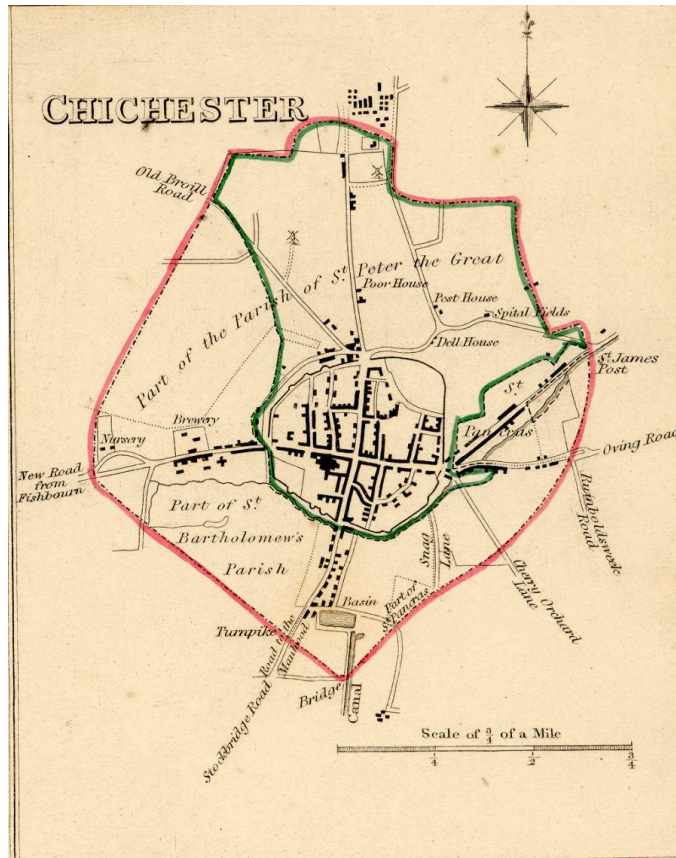 CHICHESTER
Old Broill
Road
Part of the Parish of St. Peter the Great
Poor House
Post House
Spital Fields
Dell House
St. James
Post
St.
Pancras
Oving Road
Brewery
Nursery
New Road
from
Fishbourn
Part of St.
Bartholomew's
Parish
Snag
Lane
Cherry Orchard
Lane
Road
Basin
Part of
St. Pancras
Turnpike
Road to the
Manhood
Stockbridge Road
Bridge
Canal
Scale of 3/4 of a Mile
1/4
1/2
3/4